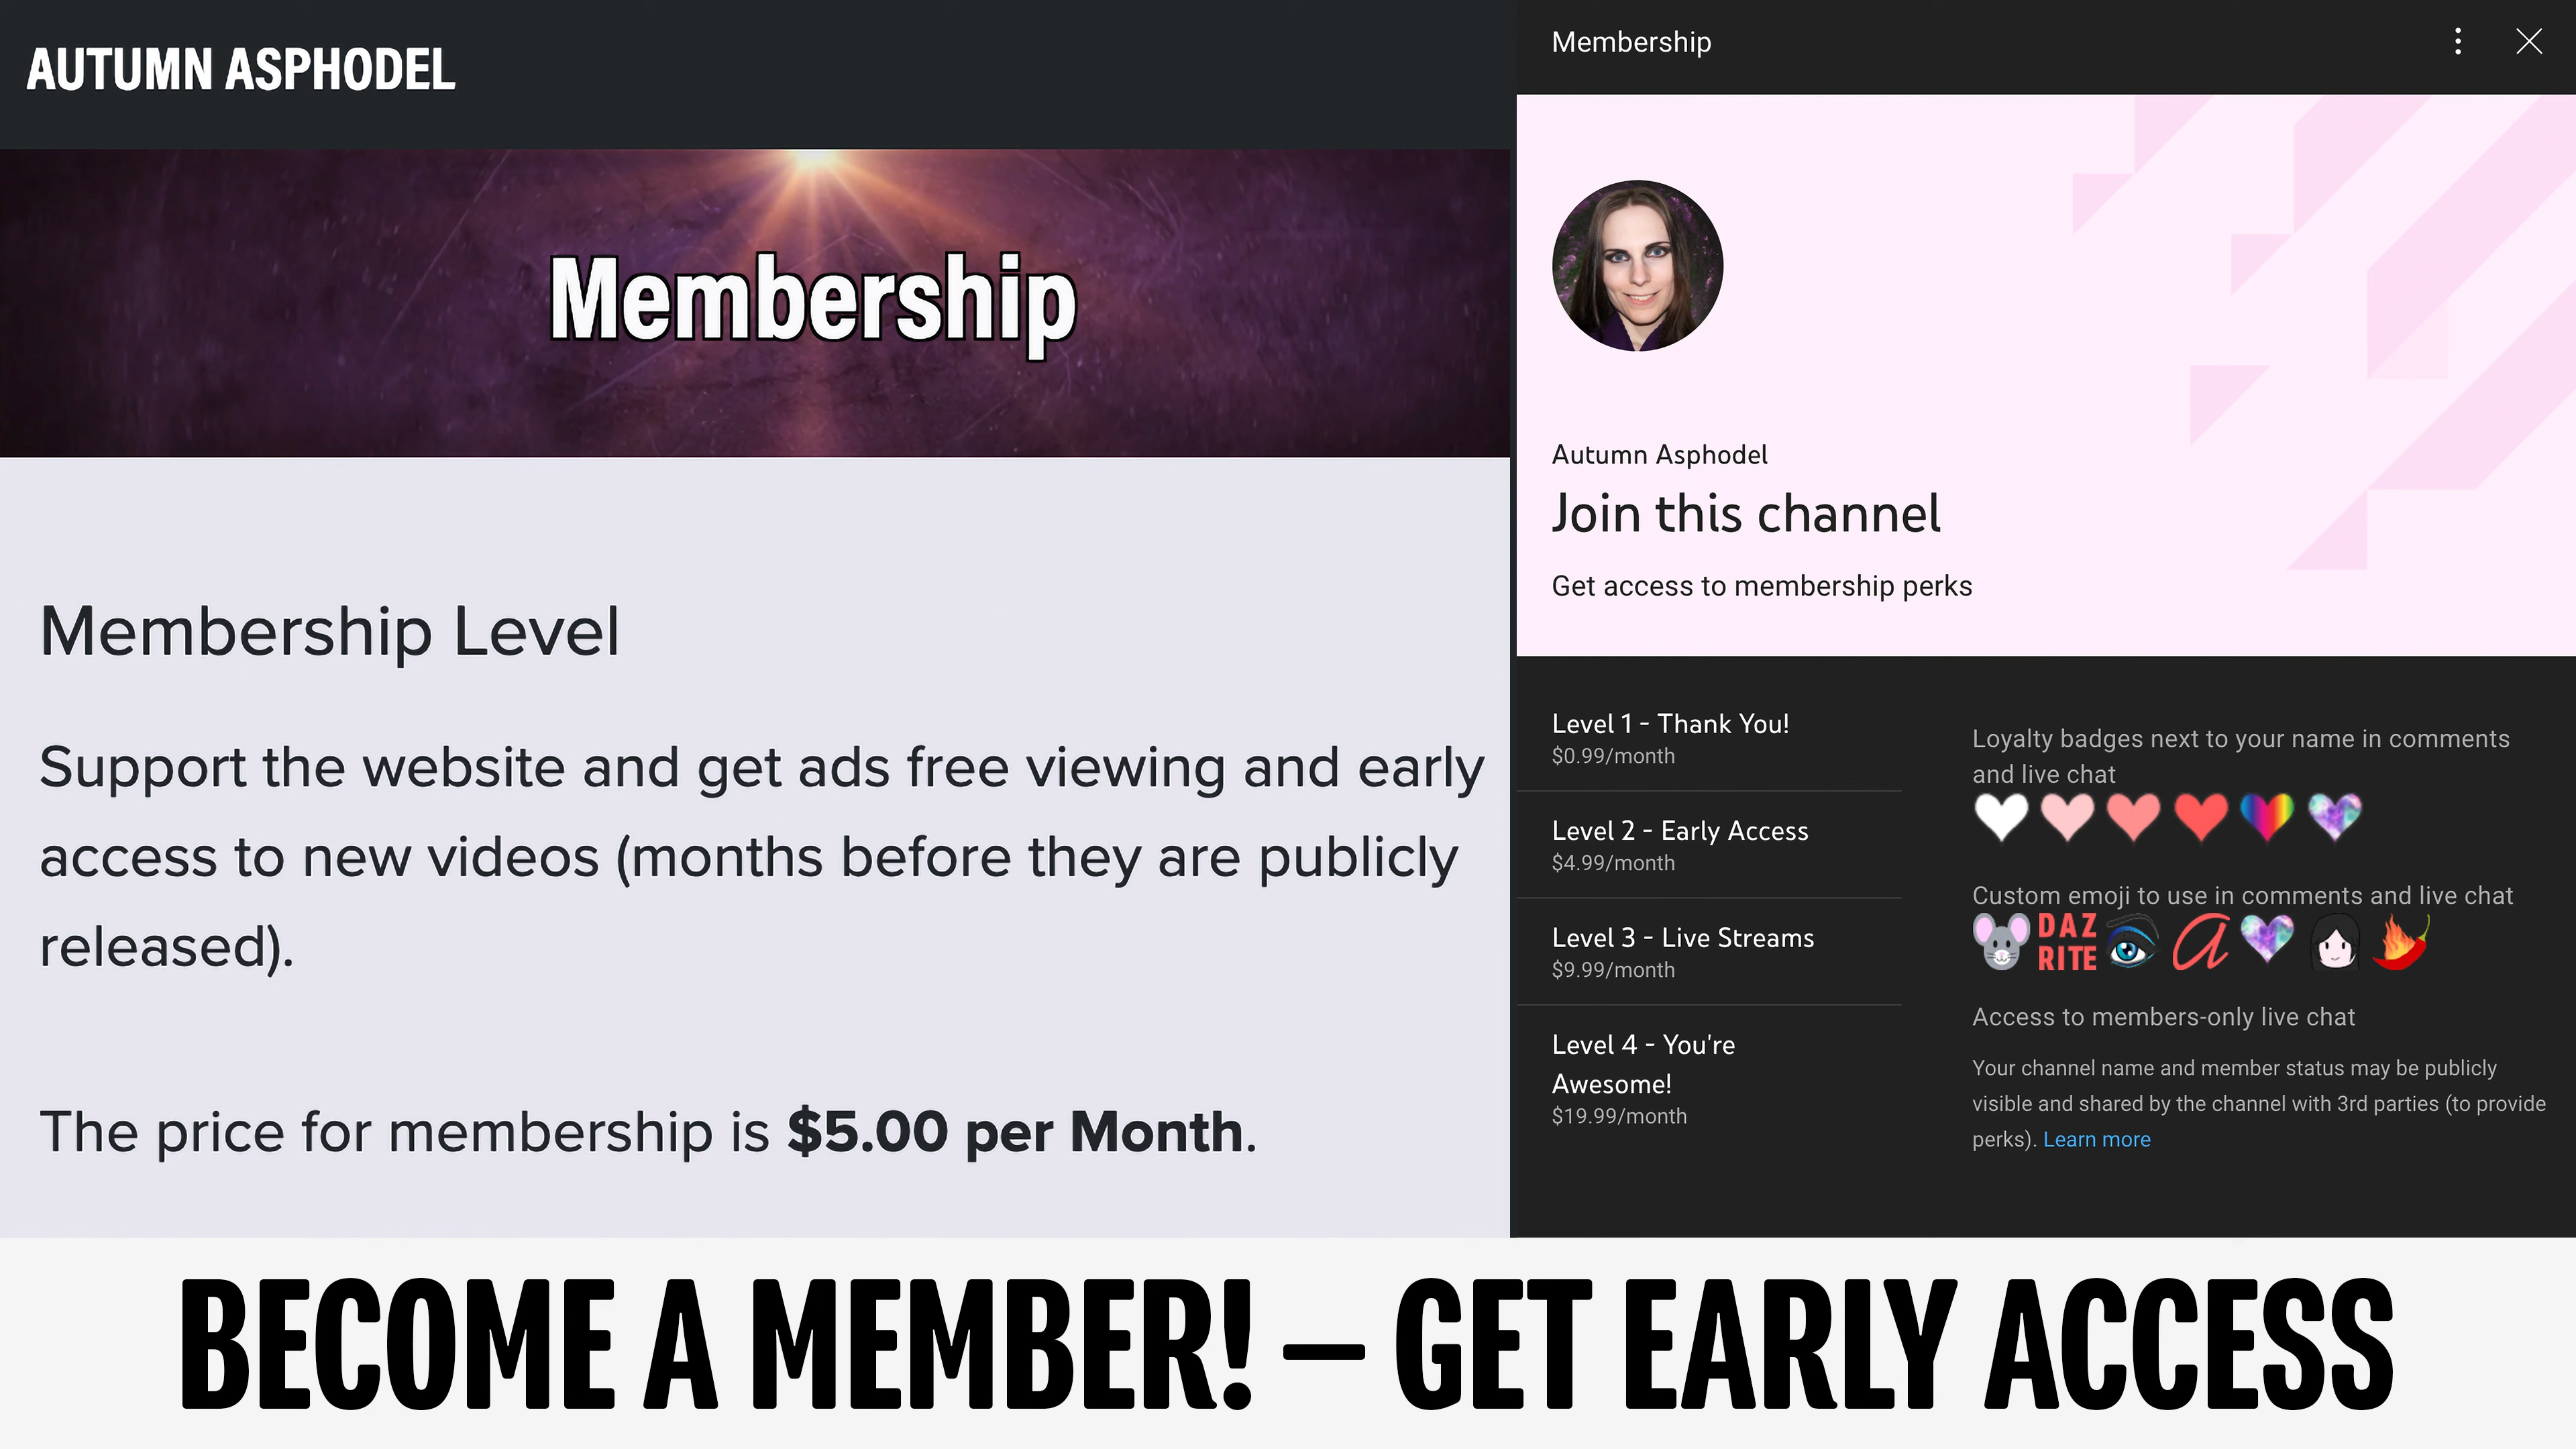 AUTUMN ASPHODEL
Membership
Membership Level
Support the website and get ads free viewing and early
access to new videos (months before they are publicly
released).
The price for membership is $5.00 per Month.
Membership
Autumn Asphodel
Join this channel
Get access to membership perks
Level 1 - Thank You!
$0.99/month
Level 2 - Early Access
$4.99/month
Level 3 - Live Streams
$9.99/month
Level 4 - You're
Awesome!
$19.99/month
Loyalty badges next to your name in comments
and live chat
Custom emoji to use in comments and live chat
DAZ
RITE
a
Access to members-only live chat
Your channel name and member status may be publicly
visible and shared by the channel with 3rd parties (to provide
perks). Learn more
BECOME A MEMBER! – GET EARLY ACCESS